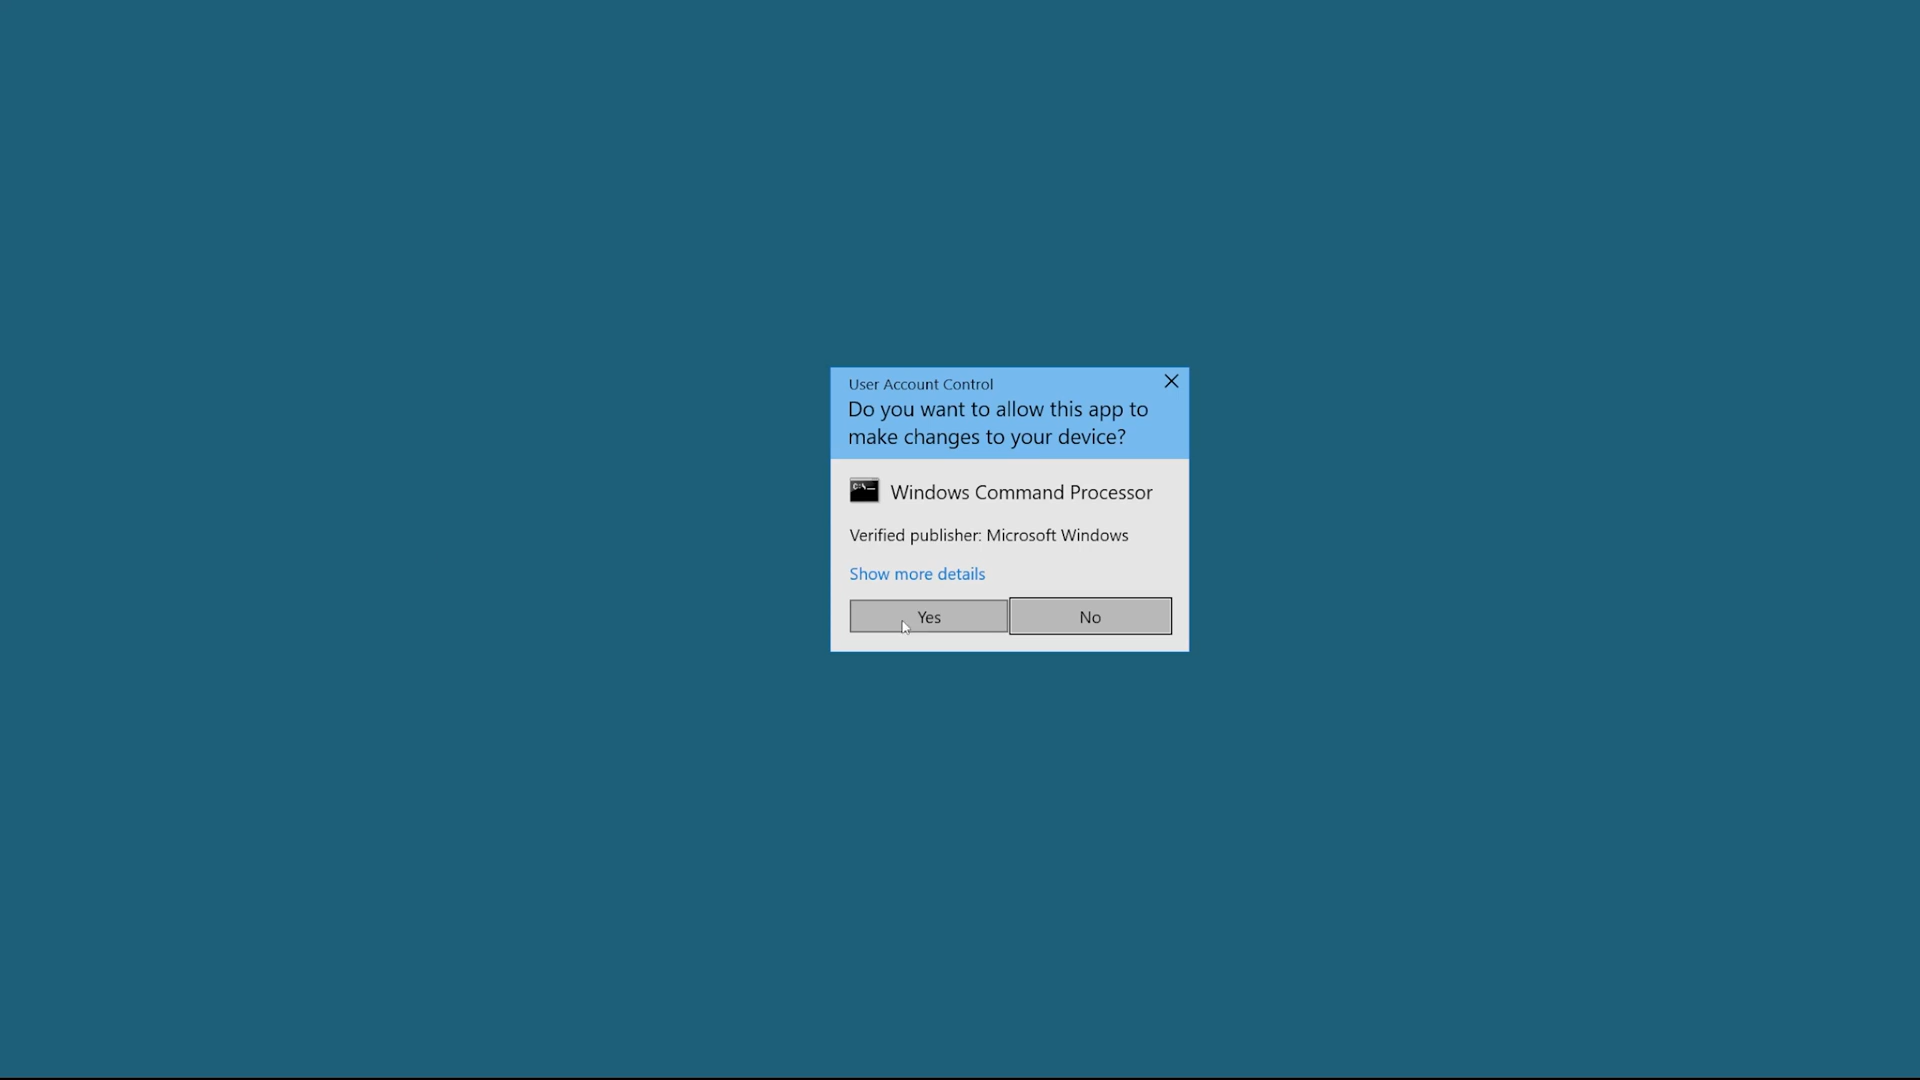 User Account Control
Do you want to allow this app to
make changes to your device?
Windows Command Processor
Verified publisher: Microsoft Windows
Show more details
Yes
No